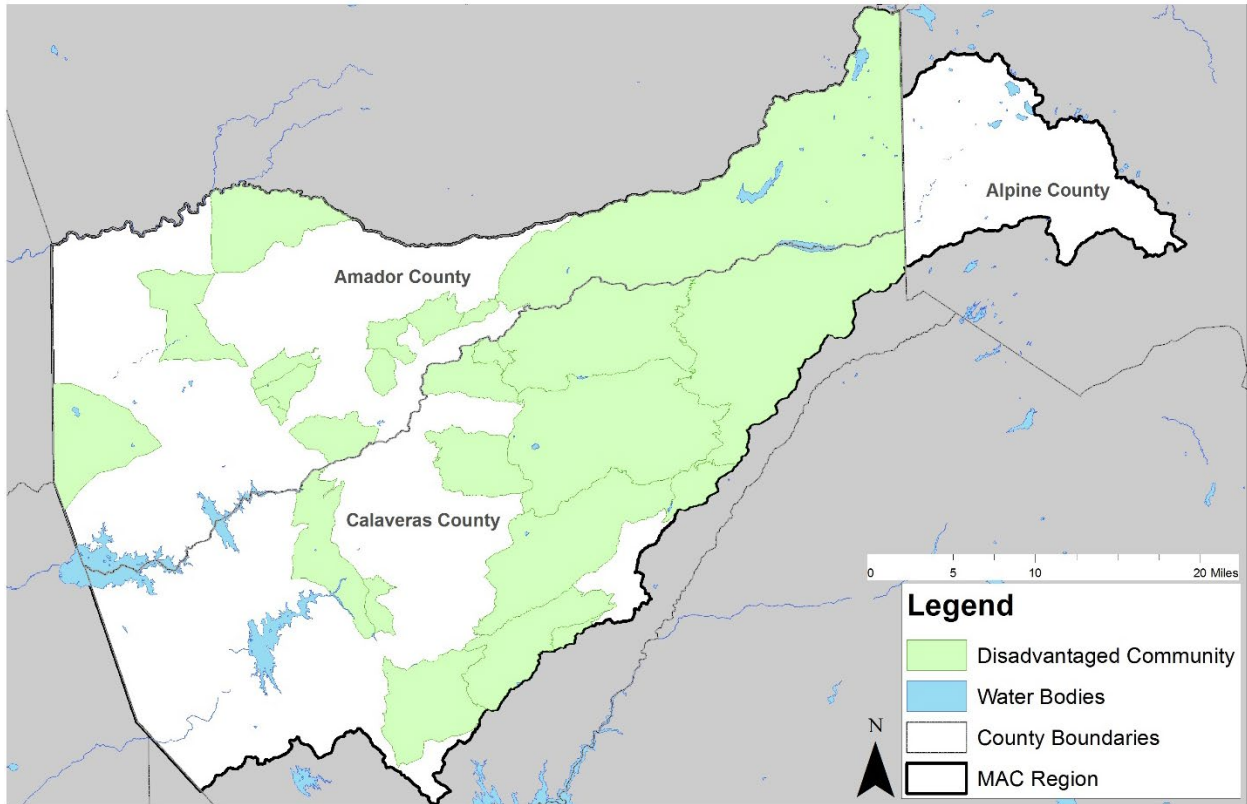 Alpine County
Amador County
Calaveras County
0 5 10 20 Miles
Legend
Disadvantaged Community
Water Bodies
County Boundaries
MAC Region
N